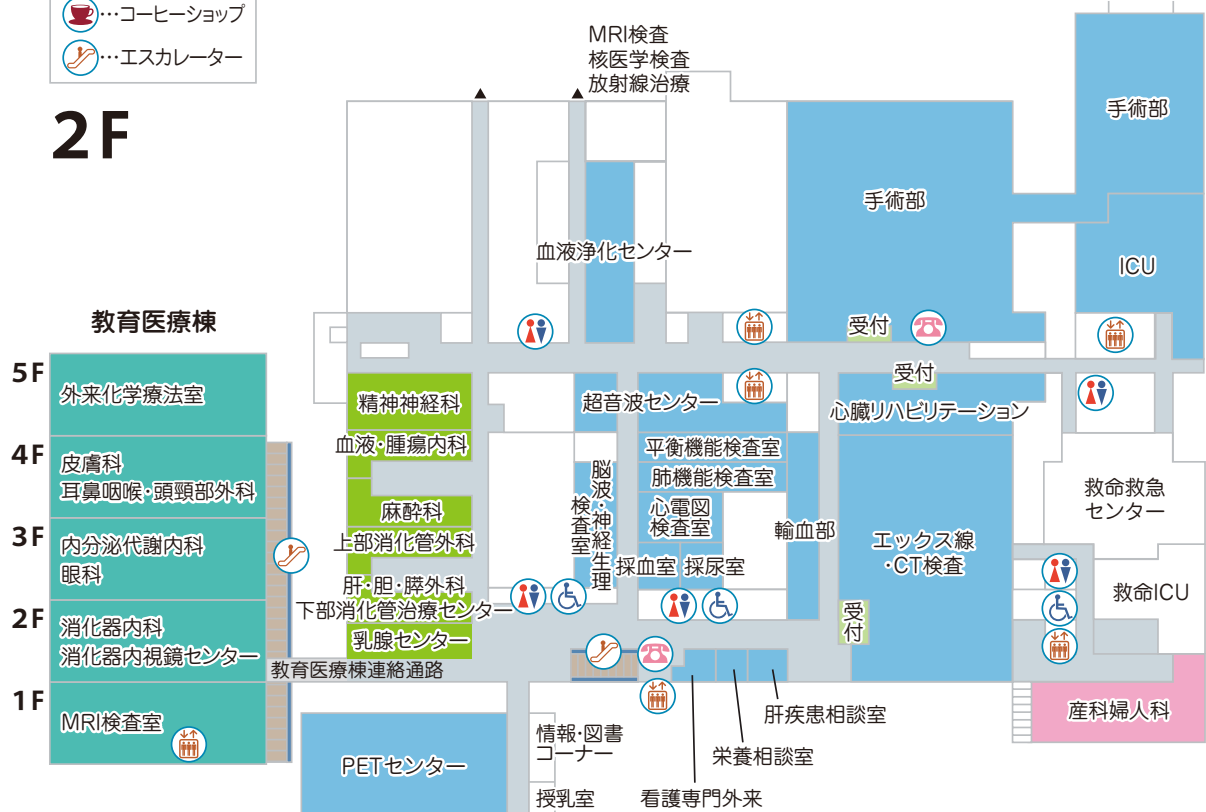 …コーヒーショップ
…エスカレーター
2F
MRI検査
核医学検査
放射線治療
手術部
手術部
血液浄化センター
ICU
受付
受付
教育医療棟
5F
外来化学療法室
4F
皮膚科
耳鼻咽喉・頭頸部外科
3F
内分泌代謝内科
眼科
2F
消化器内科
消化器内視鏡センター
1F
MRI検査室
精神神経科
血液・腫瘍内科
麻酔科
上部消化管外科
肝・胆・膵外科
下部消化管治療センター
乳腺センター
教育医療棟連絡通路
超音波センター
心臓リハビリテーション
平衡機能検査室
肺機能検査室
脳波・神経生理
検査室
心電図
検査室
採血室
採尿室
輸血部
エックス線
・CT検査
受付
救命救急
センター
救命ICU
産科婦人科
肝疾患相談室
栄養相談室
看護専門外来
情報・図書
コーナー
授乳室
PETセンター